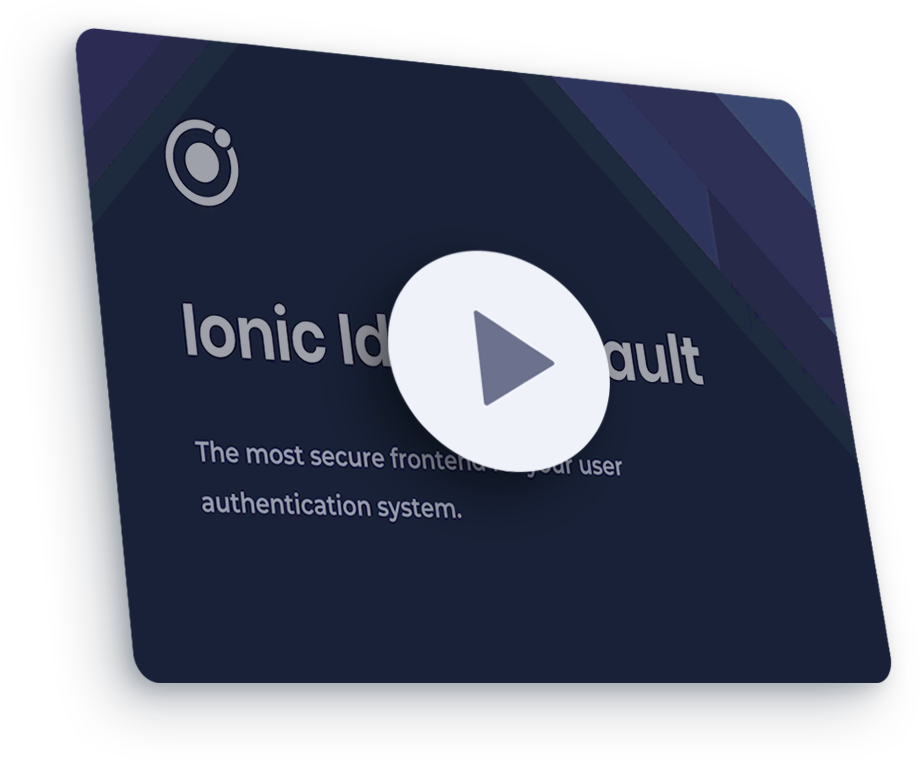 Ionic Id ault
The most secure frontend your user
authentication system.